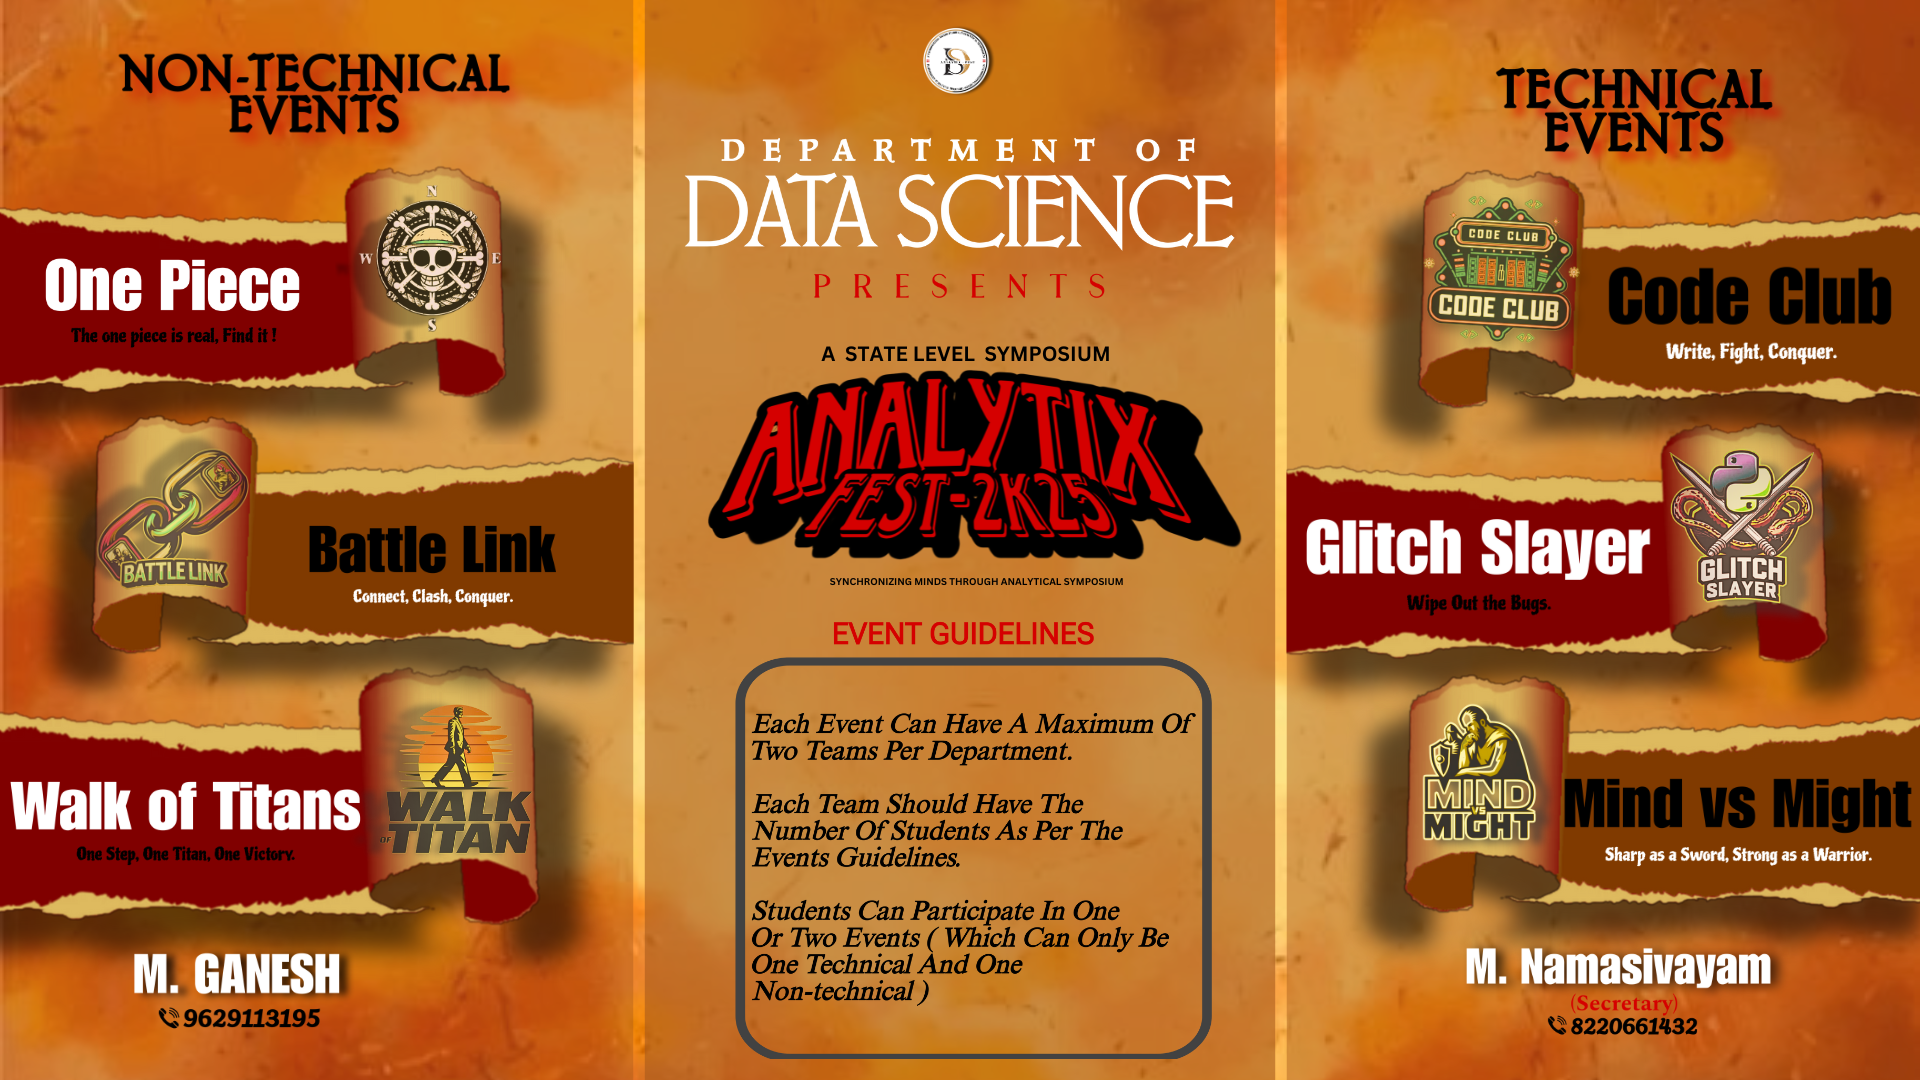 NON-TECHNICAL
EVENTS
N
W
E
S
One Piece
The one piece is real, Find it !
BATTLE LINK
Battle Link
Connect, Clash, Conquer.
Walk of Titans
One Step, One Titan, One Victory.
WALK
OF TITAN
M. GANESH
9629113195
DEPARTMENT OF
DATA SCIENCE
PRESENTS
A STATE LEVEL SYMPOSIUM
ANALYTIX
FEST-2K25
SYNCHRONIZING MINDS THROUGH ANALYTICAL SYMPOSIUM
EVENT GUIDELINES
Each Event Can Have A Maximum Of
Two Teams Per Department.
Each Team Should Have The
Number Of Students As Per The
Events Guidelines.
Students Can Participate In One
Or Two Events ( Which Can Only Be
One Technical And One
Non-technical )
TECHNICAL
EVENTS
CODE CLUB
CODE CLUB
Code Club
Write, Fight, Conquer.
Glitch Slayer
Wipe Out the Bugs.
GLITCH
SLAYER
MIND
VS
MIGHT
Mind vs Might
Sharp as a Sword, Strong as a Warrior.
M. Namasivayam
(Secretary)
8220661432